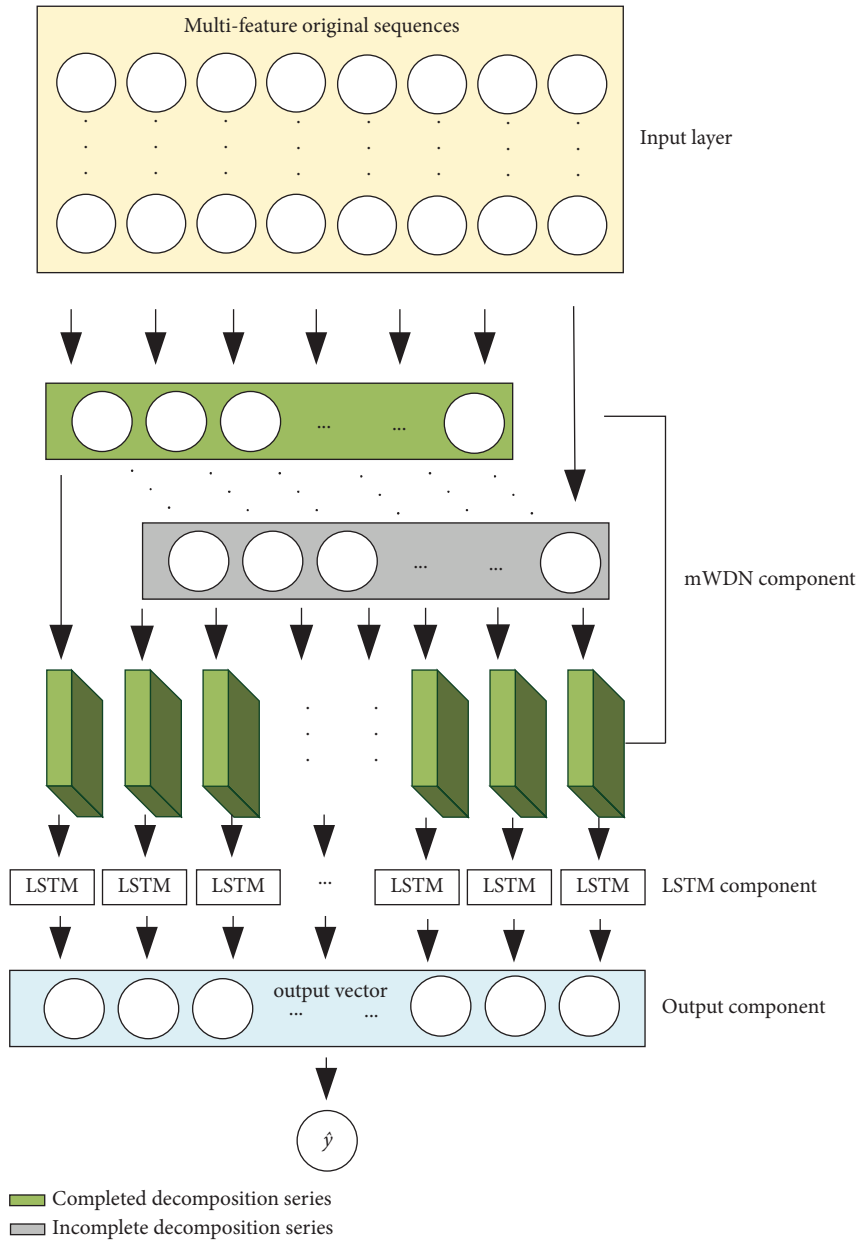 Multi-feature original sequences
Input layer
... ...
... ...
mWDN component
LSTM LSTM LSTM ... LSTM LSTM LSTM
LSTM component
output vector
... ...
Output component
ŷ
Completed decomposition series
Incomplete decomposition series